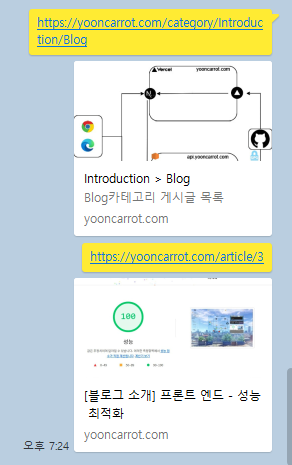 https://yooncarrot.com/category/Introduc
tion/Blog
Vercel
yooncarrot.com
api.yooncarrot.com
Introduction > Blog
Blog카테고리 게시글 목록
yooncarrot.com
https://yooncarrot.com/article/3
100
성능
[블로그 소개] 프론트 엔드 - 성능
최적화
yooncarrot.com
오후 7:24